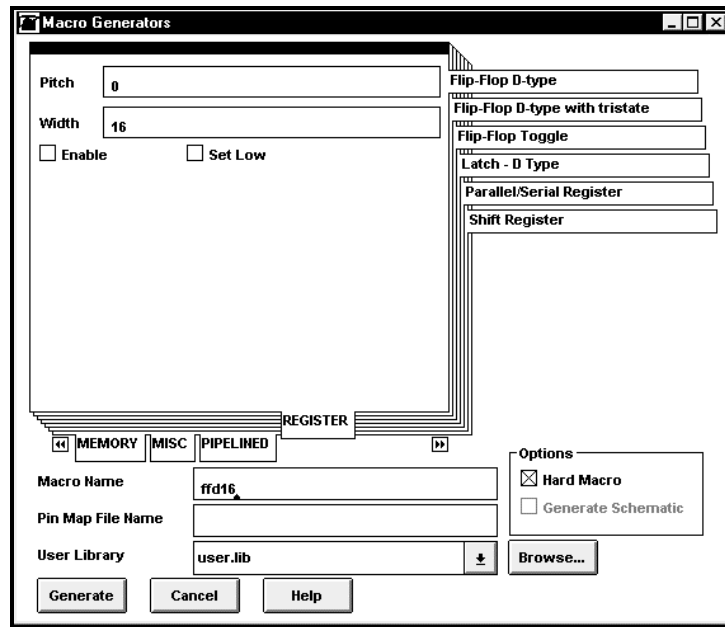 Macro Generators
Pitch 0
Width 16
Enable Set Low
Flip-Flop D-type
Flip-Flop D-type with tristate
Flip-Flop Toggle
Latch - D Type
Parallel/Serial Register
Shift Register
REGISTER
MEMORY MISC PIPELINED
Macro Name ffd16
Pin Map File Name
User Library user.lib
Options
Hard Macro
Generate Schematic
Browse...
Generate Cancel Help